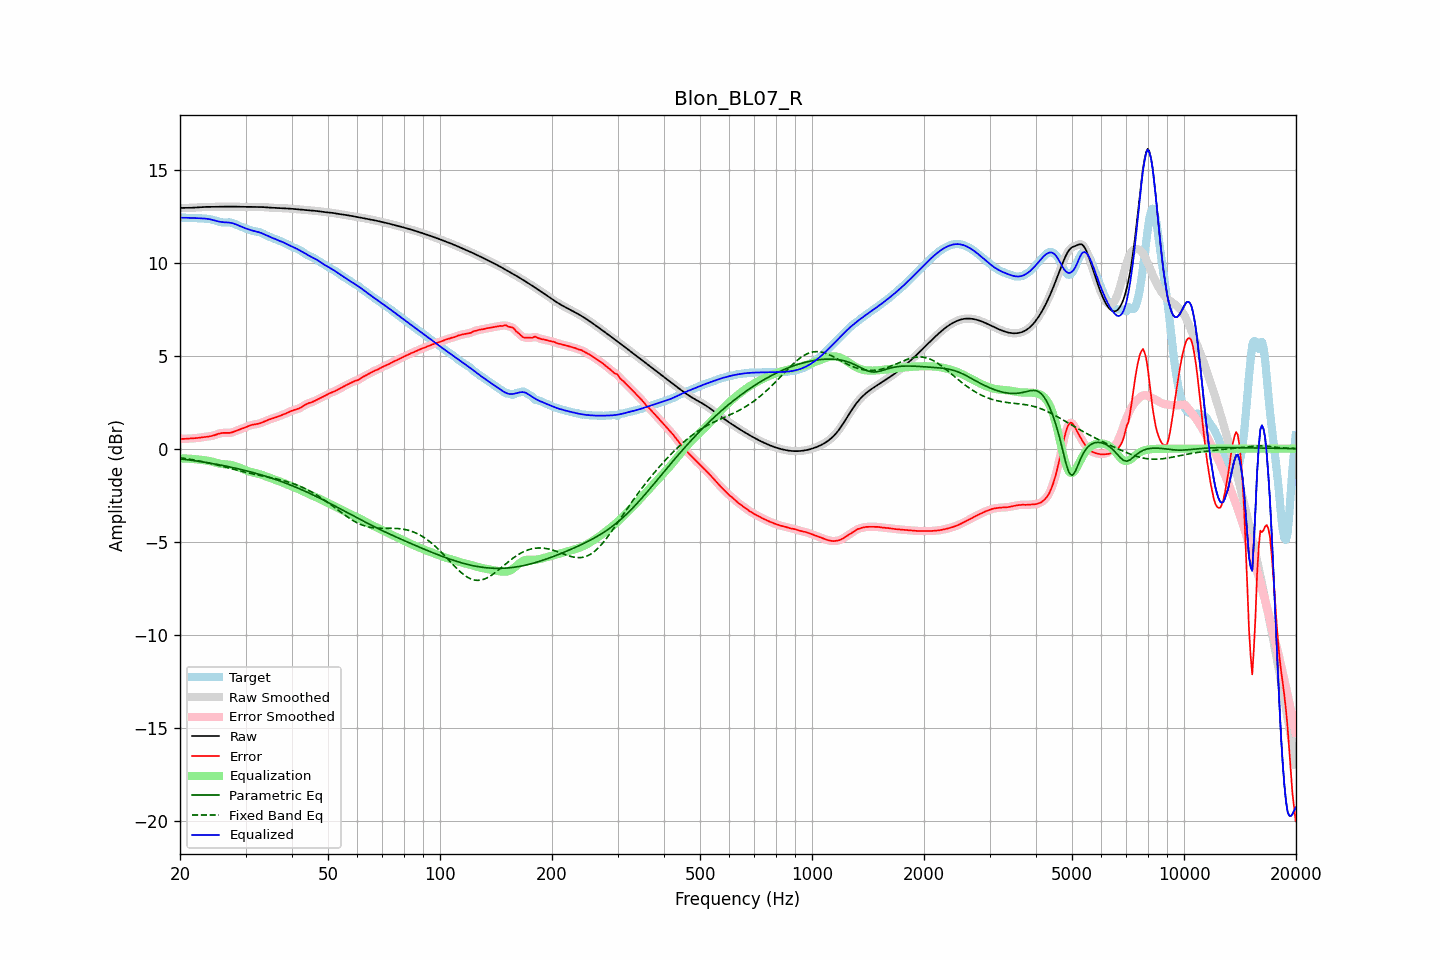 Blon_BL07_R
Amplitude (dBr)
15
10
5
0
−5
−10
−15
−20
Target
Raw Smoothed
Error Smoothed
Raw
Error
Equalization
Parametric Eq
Fixed Band Eq
Equalized
20
50
100
200
500
1000
2000
5000
10000
20000
Frequency (Hz)